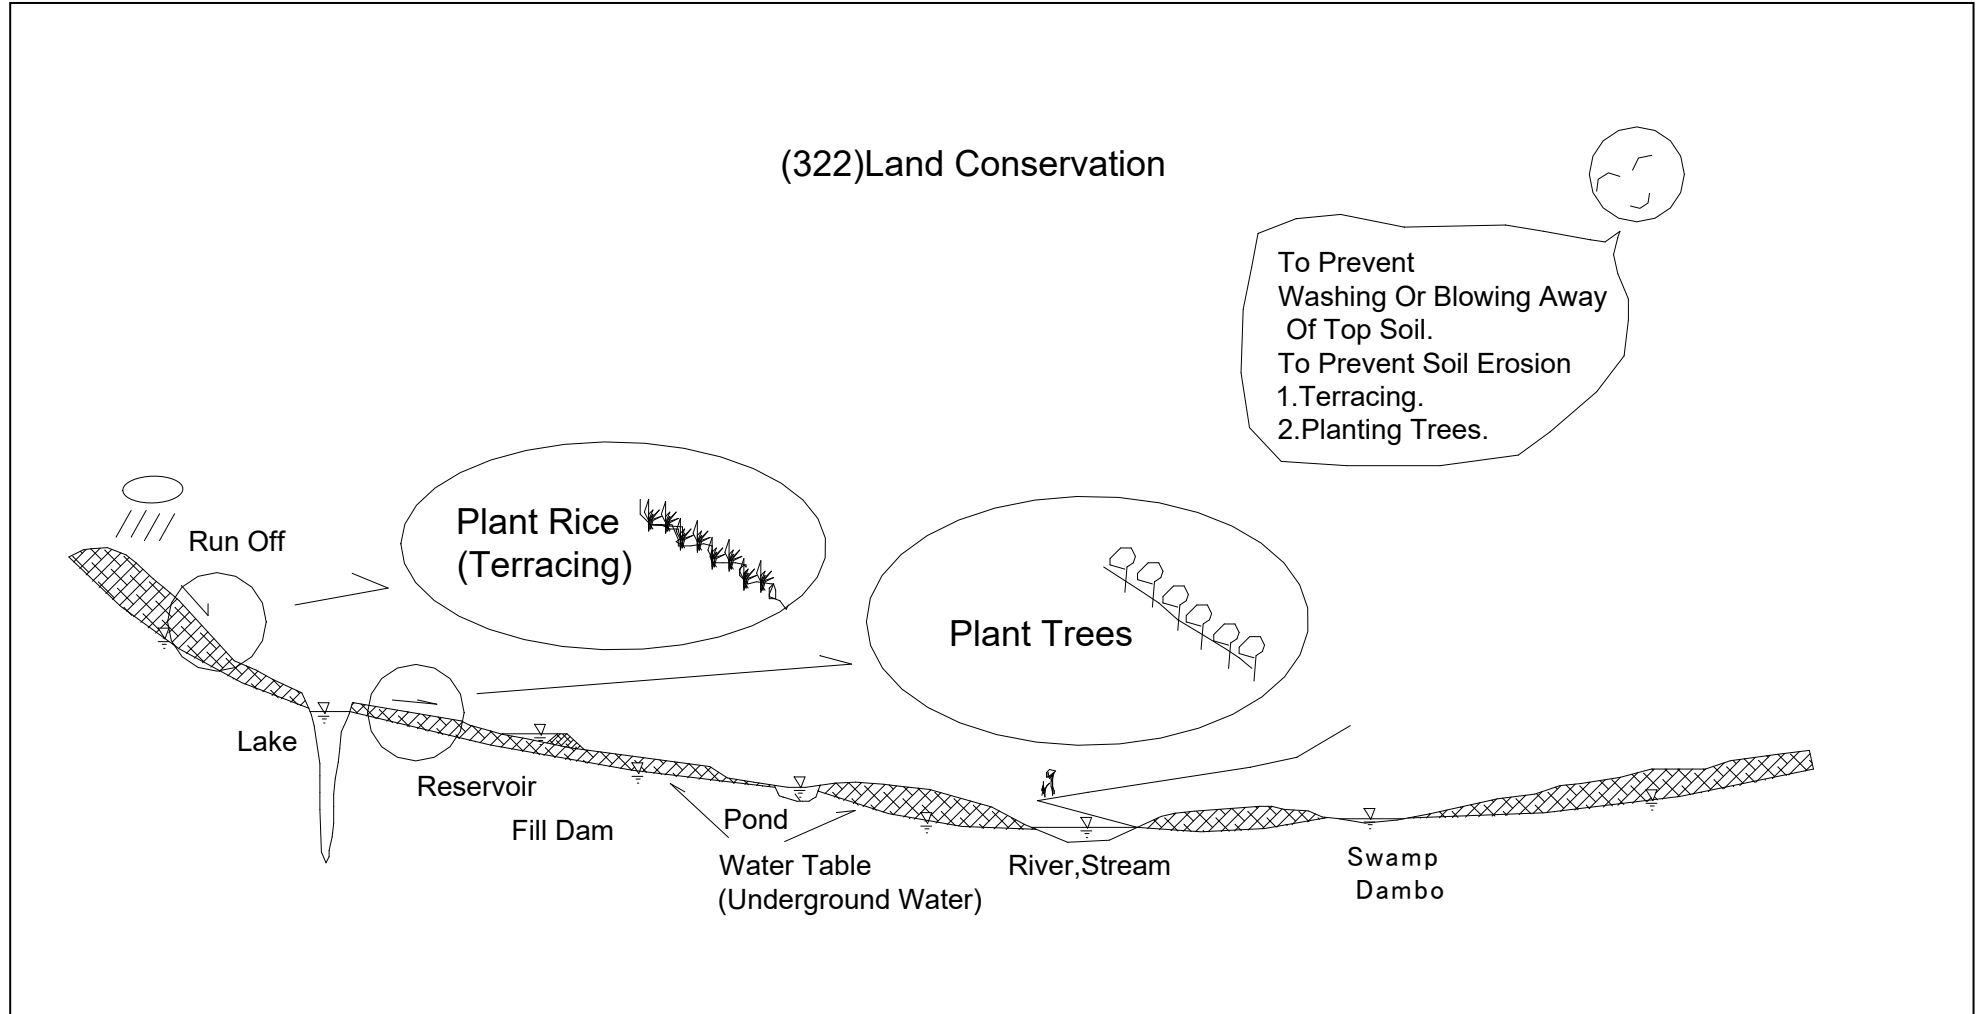 (322)Land Conservation
To Prevent
Washing Or Blowing Away
Of Top Soil.
To Prevent Soil Erosion
1.Terracing.
2.Planting Trees.
Run Off
Plant Rice
(Terracing)
Plant Trees
Lake
Reservoir
Fill Dam
Pond
Water Table
(Underground Water)
River,Stream
Swamp
Dambo